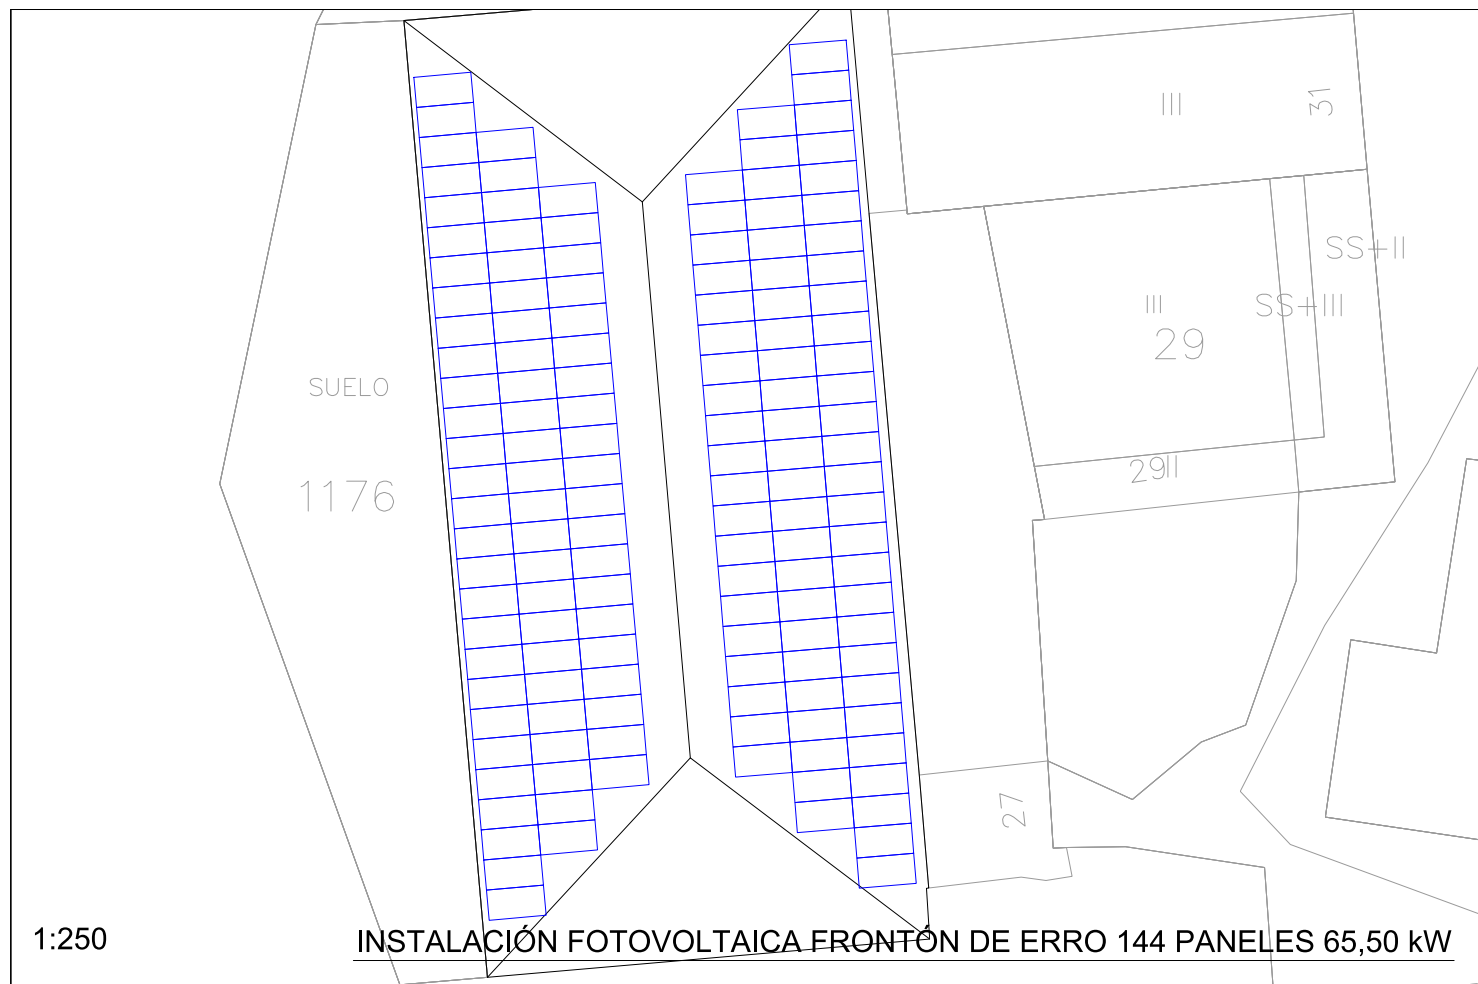 III
31
SS+II
SS+III
III
29
SUELO
29II
1176
27
1:250
INSTALACIÓN FOTOVOLTAICA FRONTÓN DE ERRO 144 PANELES 65,50 kW